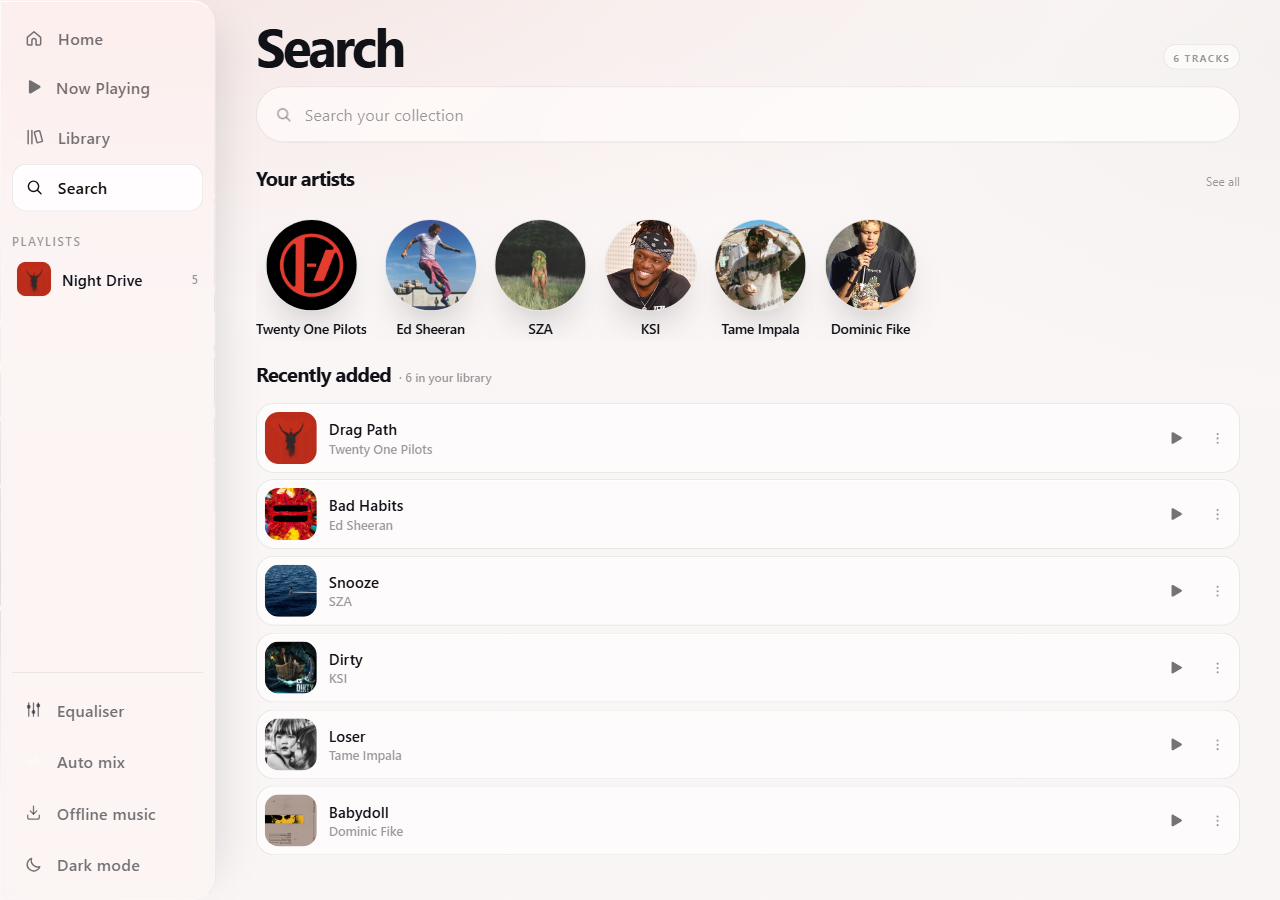 Home
Now Playing
Library
Search
PLAYLISTS
Night Drive 5
Equaliser
Auto mix
Offline music
Dark mode
Search
6 TRACKS
Search your collection
Your artists
See all
Twenty One Pilots
Ed Sheeran
SZA
KSI
Tame Impala
Dominic Fike
Recently added · 6 in your library
Drag Path
Twenty One Pilots
Bad Habits
Ed Sheeran
Snooze
SZA
Dirty
KSI
DIRTY
Loser
Tame Impala
Babydoll
Dominic Fike